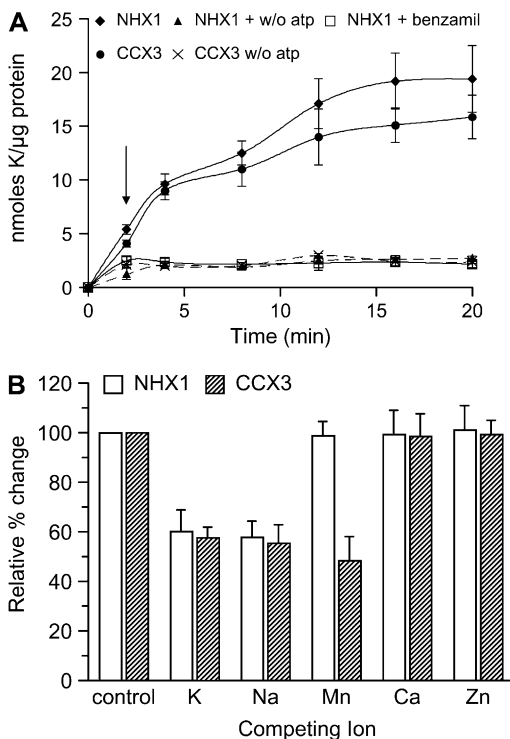 A
NHX1 NHX1 + w/o atp NHX1 + benzamil
CCX3 CCX3 w/o atp
nmoles K/µg protein
25
20
15
10
5
0
0 5 10 15 20
Time (min)
B
NHX1 CCX3
Relative % change
120
100
80
60
40
20
0
control K Na Mn Ca Zn
Competing Ion